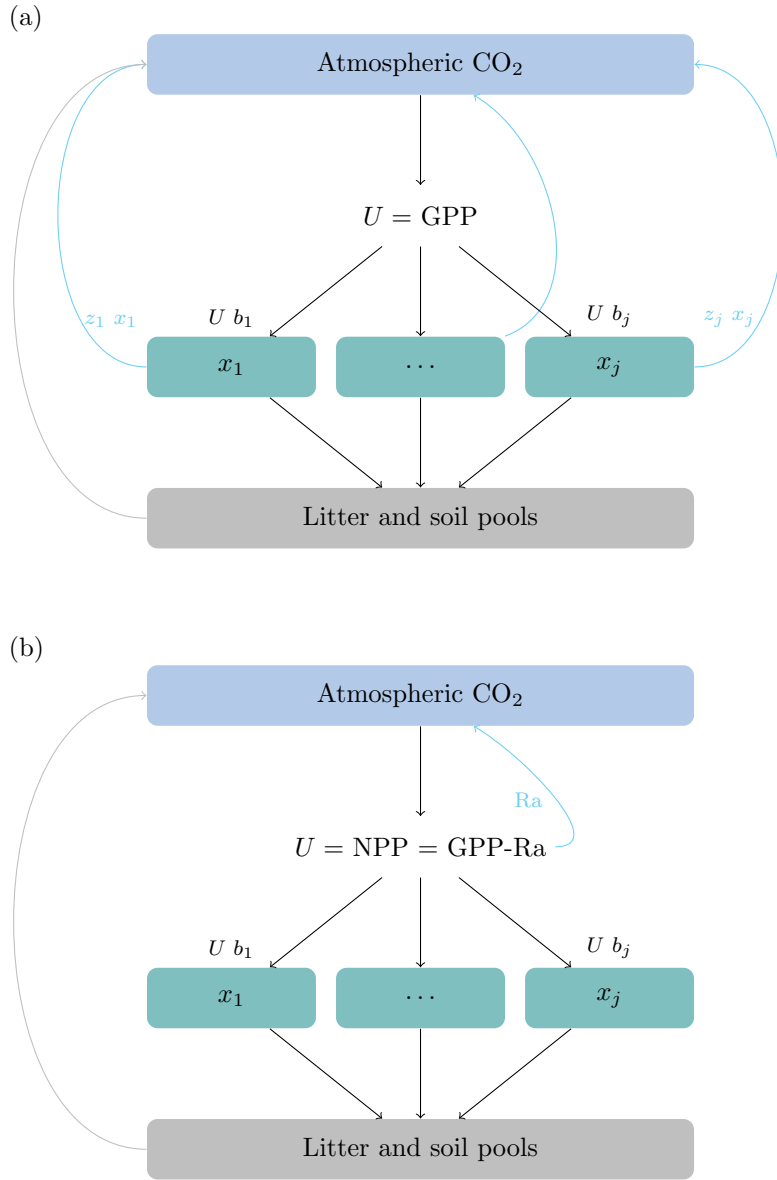 (a)
Atmospheric CO₂
U = GPP
z₁ x₁
U b₁
U bⱼ
zⱼ xⱼ
x₁
...
xⱼ
Litter and soil pools
(b)
Atmospheric CO₂
Ra
U = NPP = GPP-Ra
U b₁
U bⱼ
x₁
...
xⱼ
Litter and soil pools